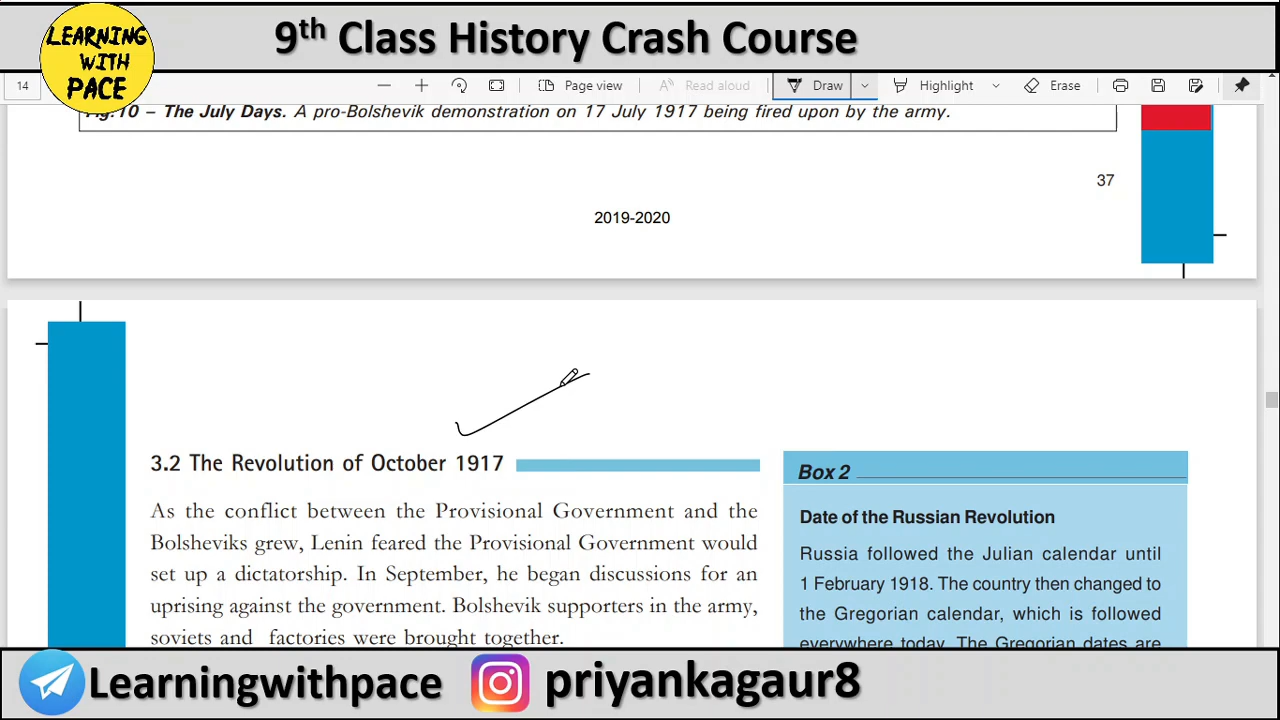 LEARNING
WITH
PACE
9th Class History Crash Course
14
Page view
Read aloud
Draw
Highlight
Erase
Fig.10 – The July Days. A pro-Bolshevik demonstration on 17 July 1917 being fired upon by the army.
37
2019-2020
3.2 The Revolution of October 1917
As the conflict between the Provisional Government and the
Bolsheviks grew, Lenin feared the Provisional Government would
set up a dictatorship. In September, he began discussions for an
uprising against the government. Bolshevik supporters in the army,
soviets and factories were brought together.
Box 2
Date of the Russian Revolution
Russia followed the Julian calendar until
1 February 1918. The country then changed to
the Gregorian calendar, which is followed
everywhere today. The Gregorian dates are
Learningwithpace
priyankagaur8